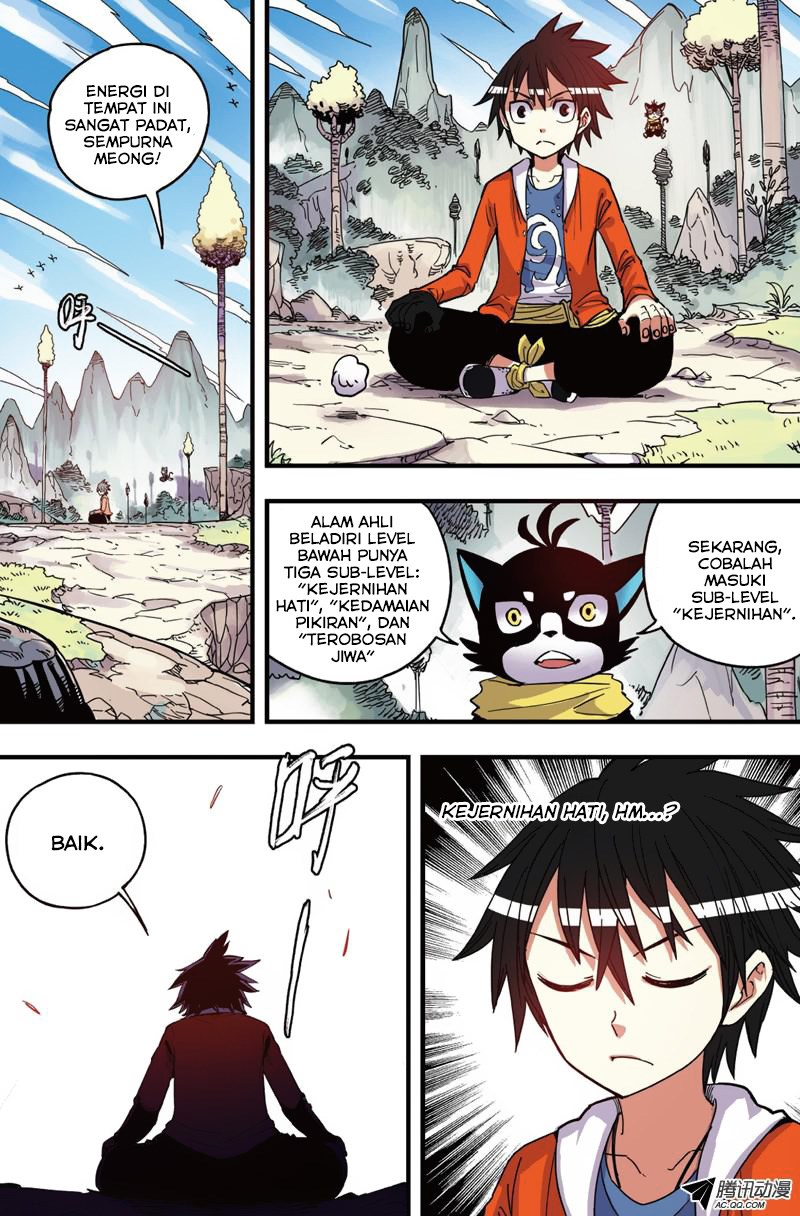 ENERGI DI
TEMPAT INI
SANGAT PADAT,
SEMPURNA
MEONG!
呼
ALAM AHLI
BELADIRI LEVEL
BAWAH PUNYA
TIGA SUB-LEVEL:
"KEJERNIHAN
HATI", "KEDAMAIAN
PIKIRAN", DAN
"TEROBOSAN
JIWA"
SEKARANG,
COBALAH
MASUKI
SUB-LEVEL
"KEJERNIHAN".
BAIK.
呼
KEJERNIHAN HATI, HM...?
腾讯动漫
AC.QQ.COM